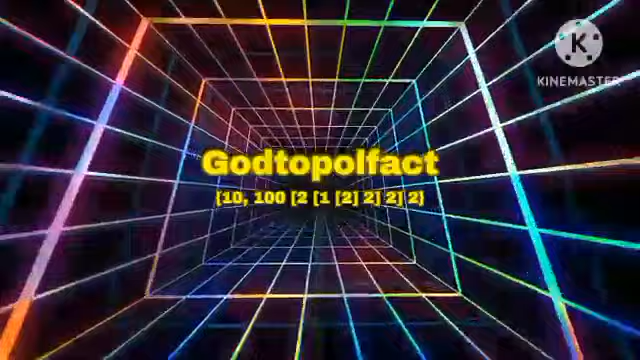 K
KINEMASTER
Godtopolfact
{10, 100 [2 [1 [2] 2] 2] 2}